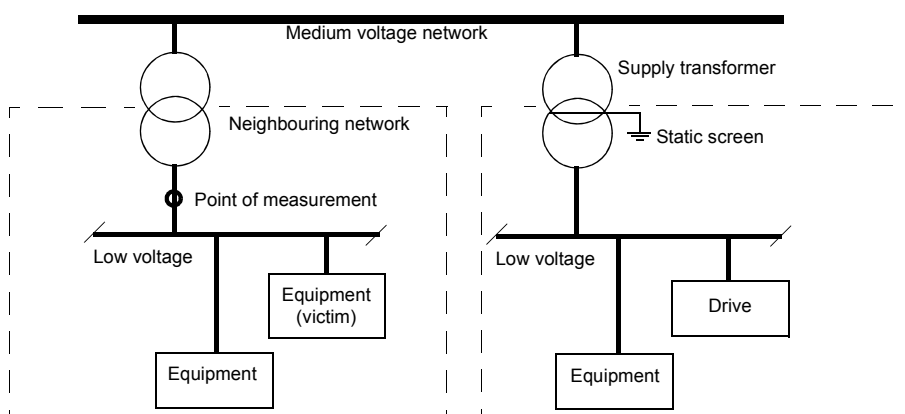 Medium voltage network
Supply transformer
Neighbouring network
Static screen
Point of measurement
Low voltage
Low voltage
Equipment
(victim)
Drive
Equipment
Equipment